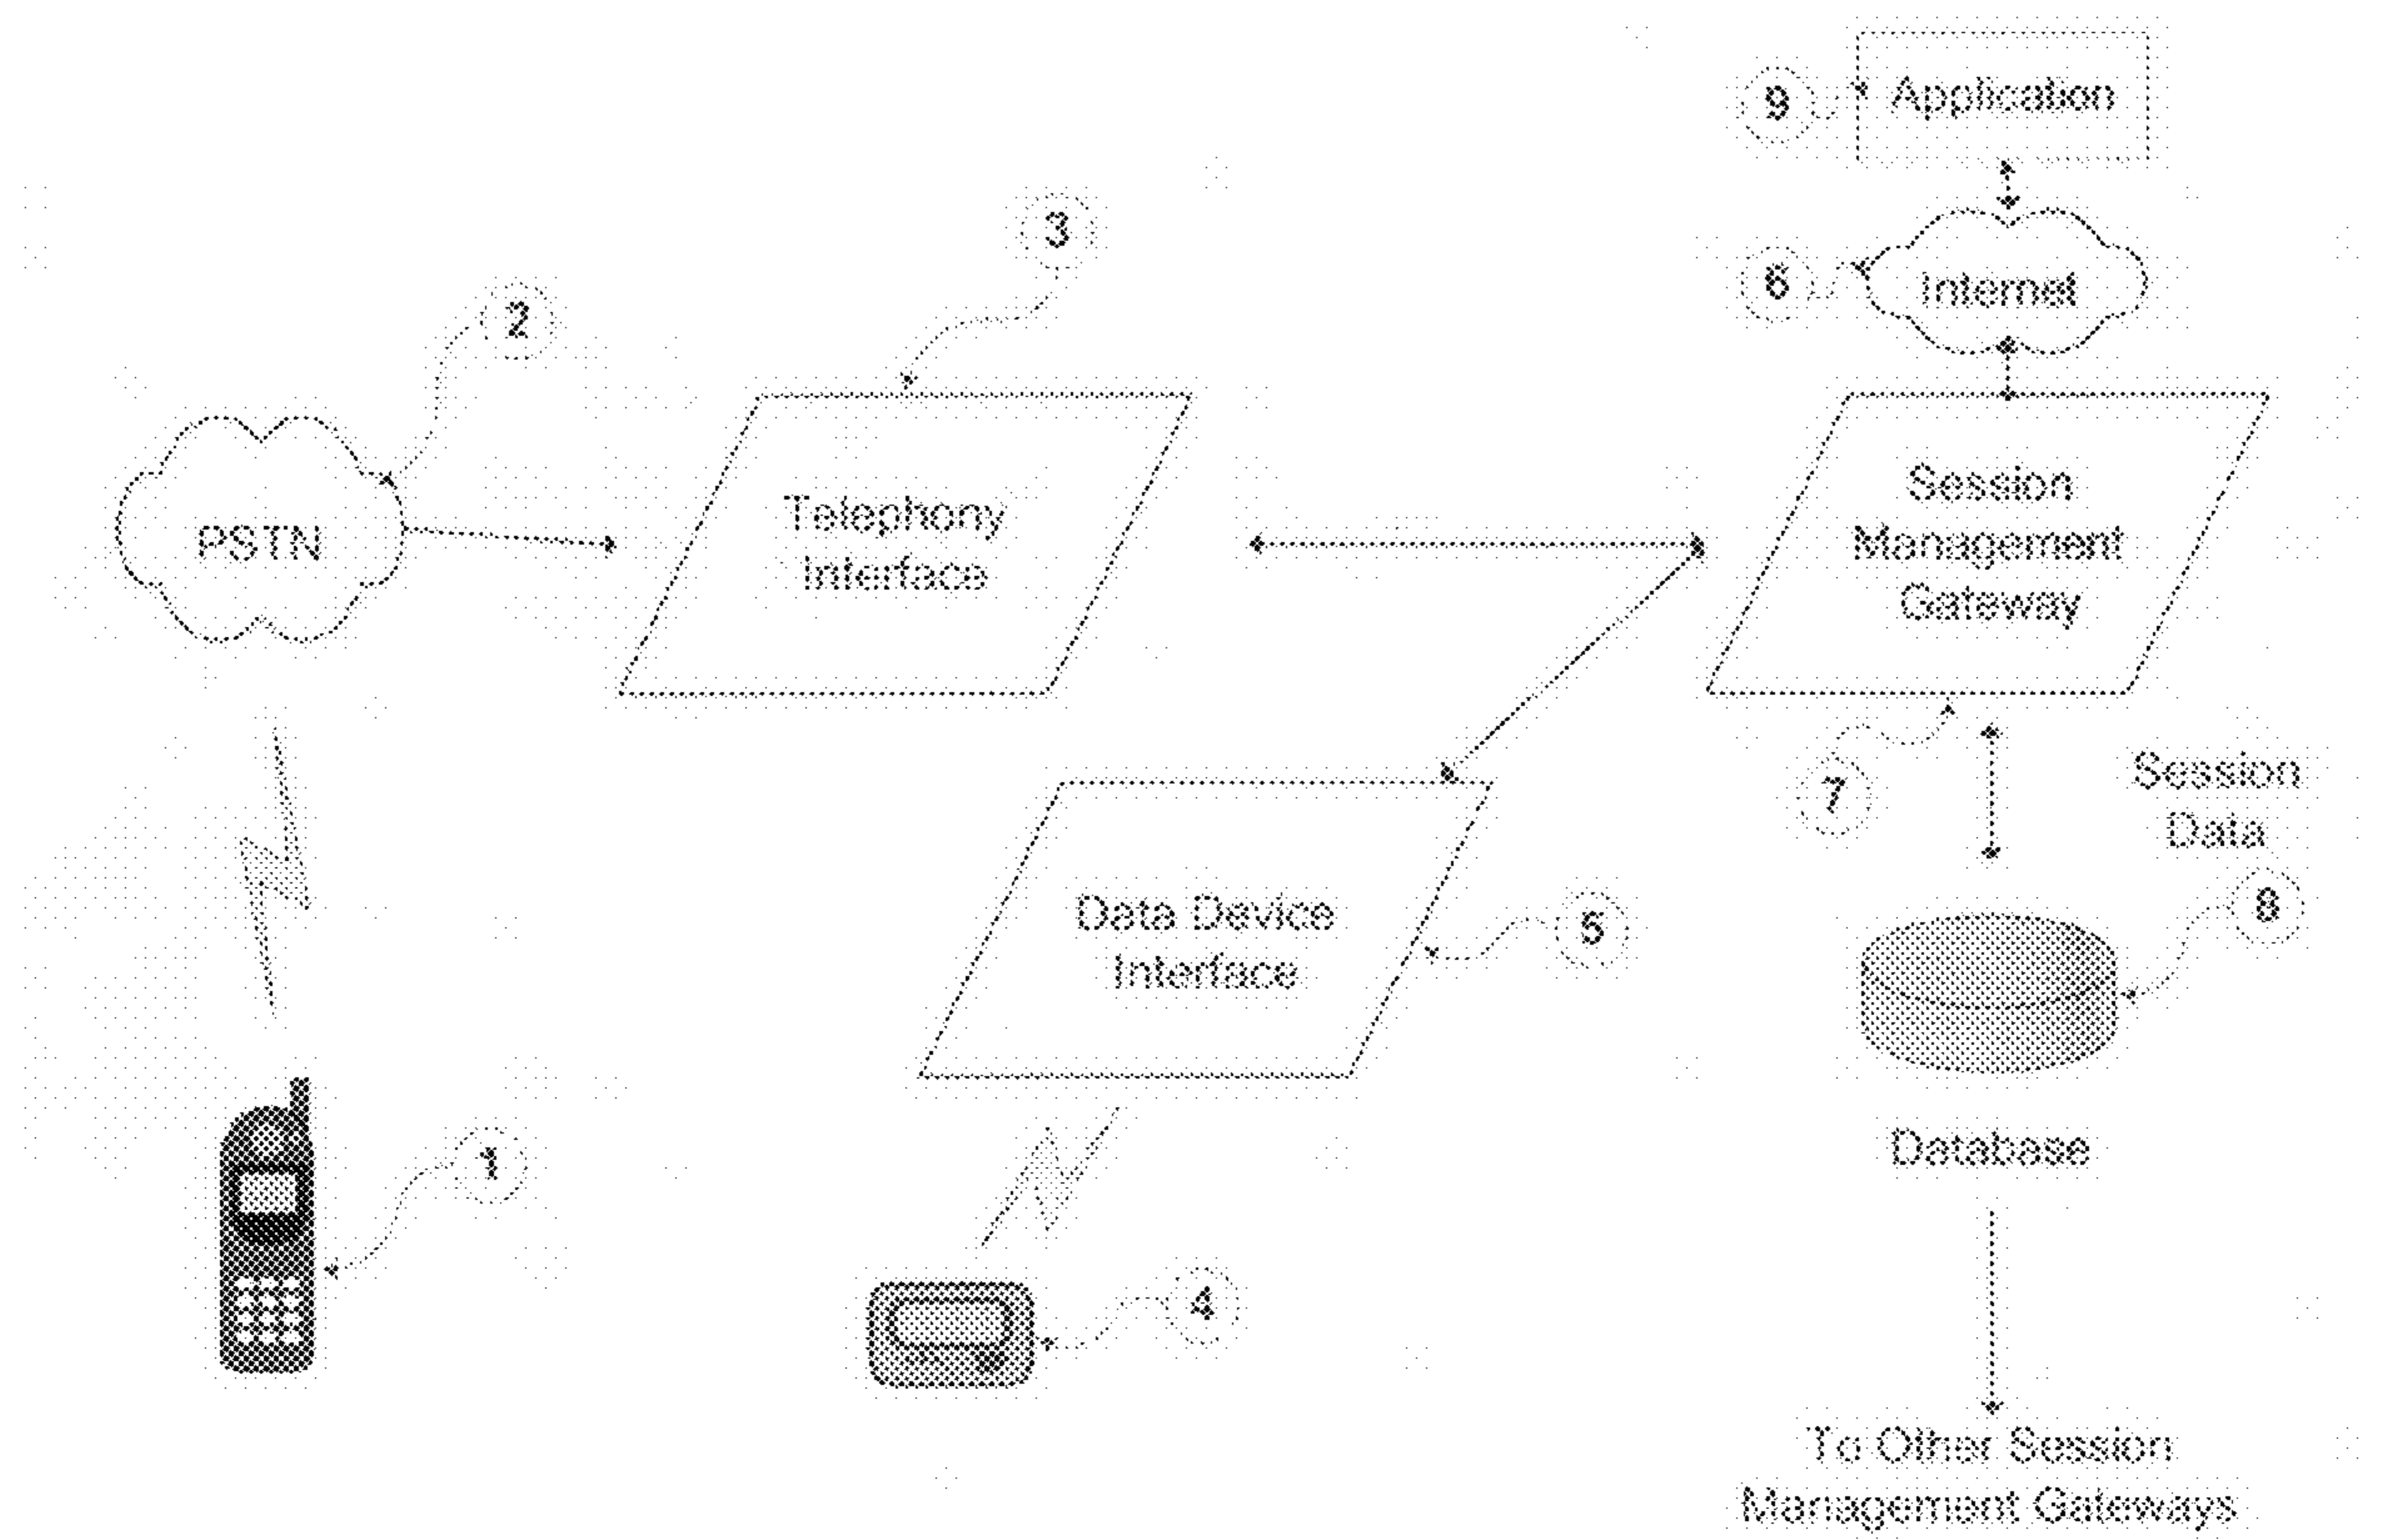 9
Application
3
6
Internet
2
PSTN
Telephony
Interface
Session
Management
Gateway
7
Session
Data
Data Device
Interface
5
8
Database
1
4
To Other Session
Management Gateways